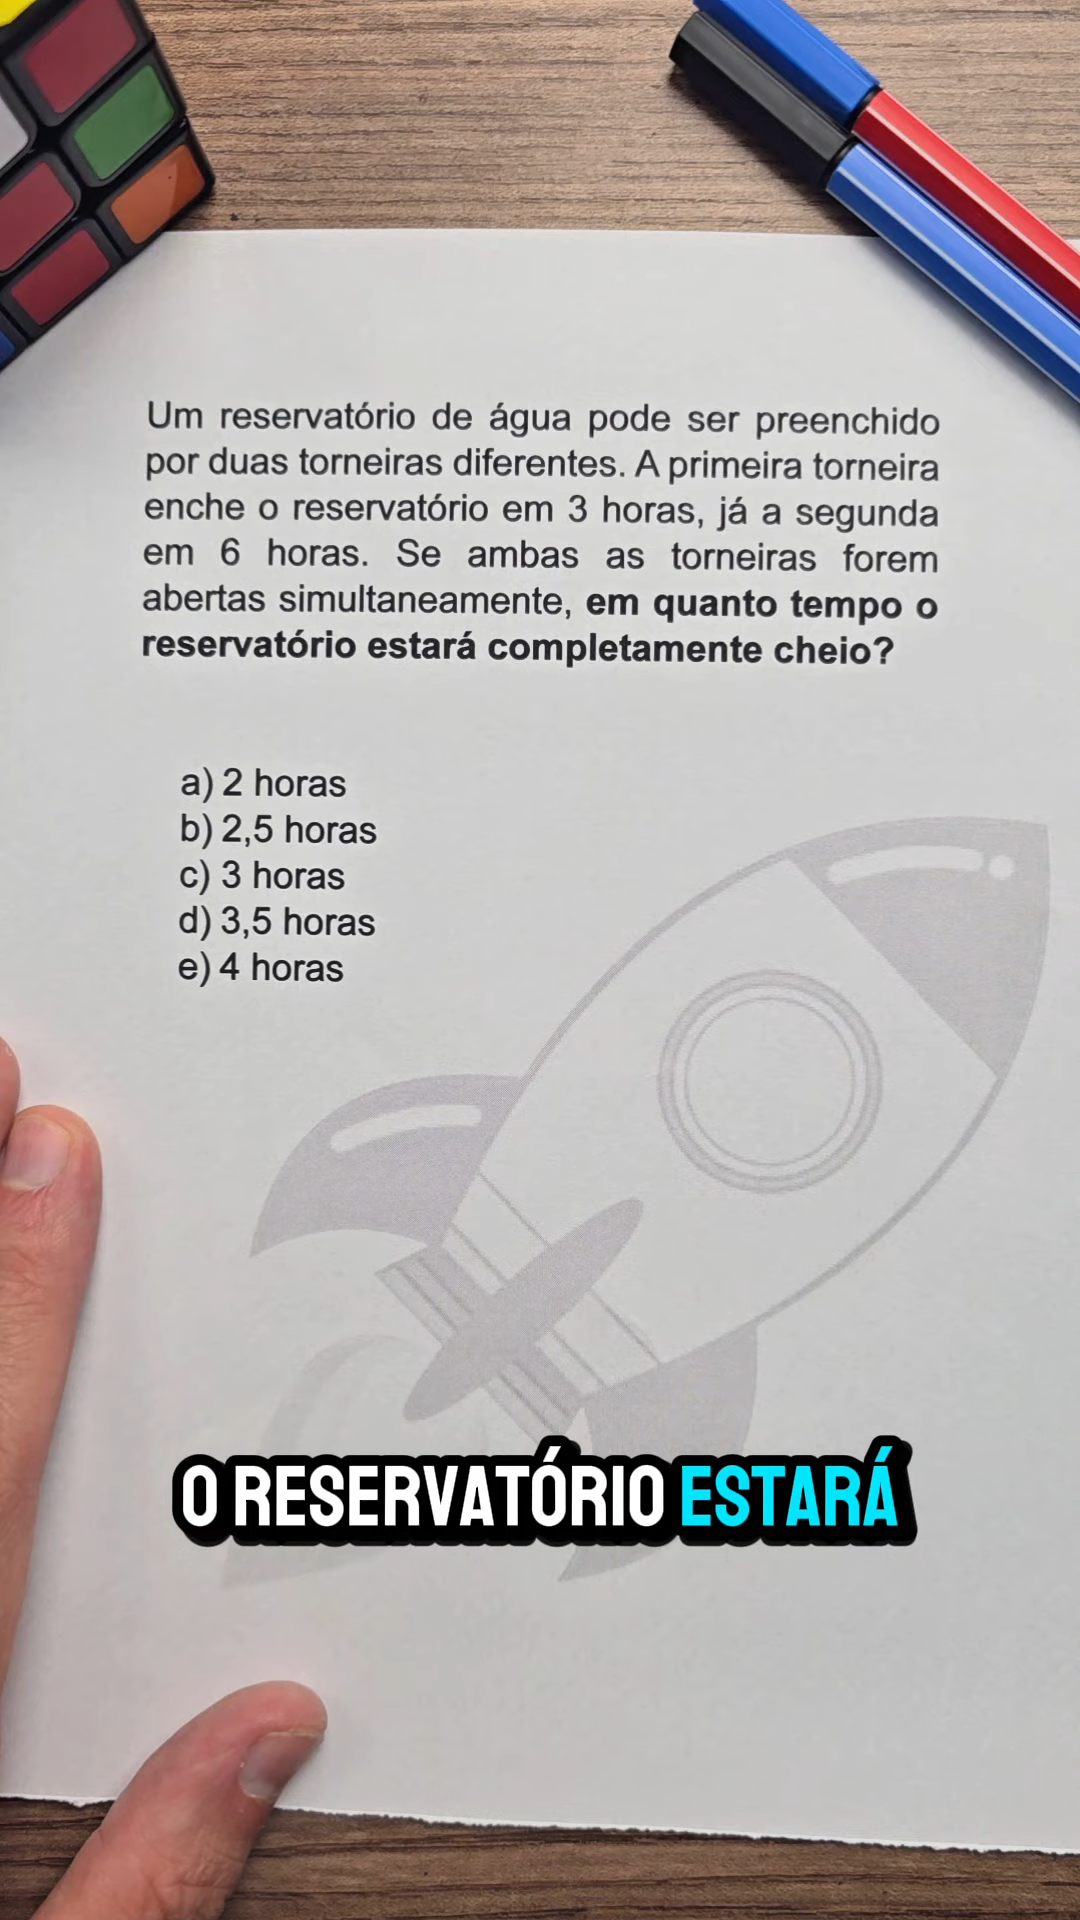 Um reservatório de água pode ser preenchido
por duas torneiras diferentes. A primeira torneira
enche o reservatório em 3 horas, já a segunda
em 6 horas. Se ambas as torneiras forem
abertas simultaneamente, em quanto tempo o
reservatório estará completamente cheio?
a) 2 horas
b) 2,5 horas
c) 3 horas
d) 3,5 horas
e) 4 horas
O RESERVATÓRIO ESTARÁ